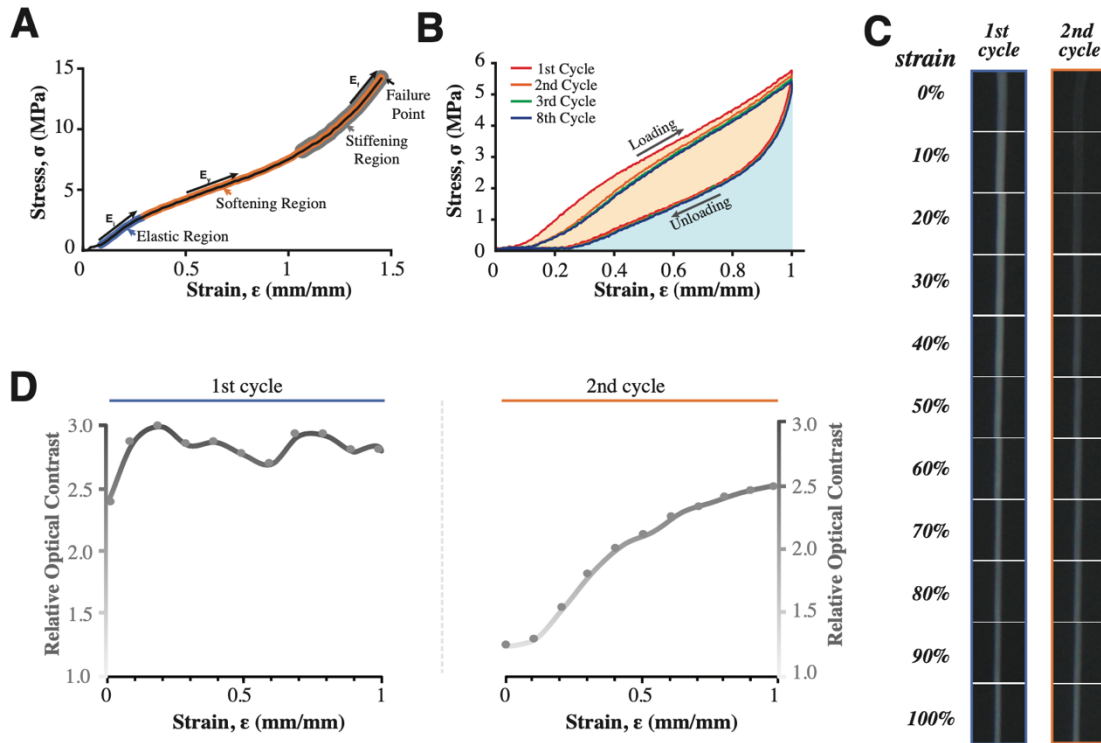 A
Stress, σ (MPa)
15
10
5
0
0.5
1
1.5
Strain, ε (mm/mm)
Ei
Ey
Ef
Failure
Point
Stiffening
Region
Softening Region
Elastic Region
B
Stress, σ (MPa)
6
5
4
3
2
1
0
0
0.2
0.4
0.6
0.8
1
Strain, ε (mm/mm)
1st Cycle
2nd Cycle
3rd Cycle
8th Cycle
Loading
Unloading
C
strain
1st
cycle
2nd
cycle
0%
10%
20%
30%
40%
50%
60%
70%
80%
90%
100%
D
1st cycle
Relative Optical Contrast
3.0
2.5
2.0
1.5
1.0
0
0.5
1
Strain, ε (mm/mm)
2nd cycle
3.0
2.5
2.0
1.5
1.0
Relative Optical Contrast
0
0.5
1
Strain, ε (mm/mm)